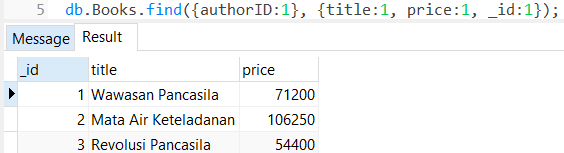 5 db.Books.find({authorID:1}, {title:1, price:1, _id:1});
Message Result
_id title price
1 Wawasan Pancasila 71200
2 Mata Air Keteladanan 106250
3 Revolusi Pancasila 54400